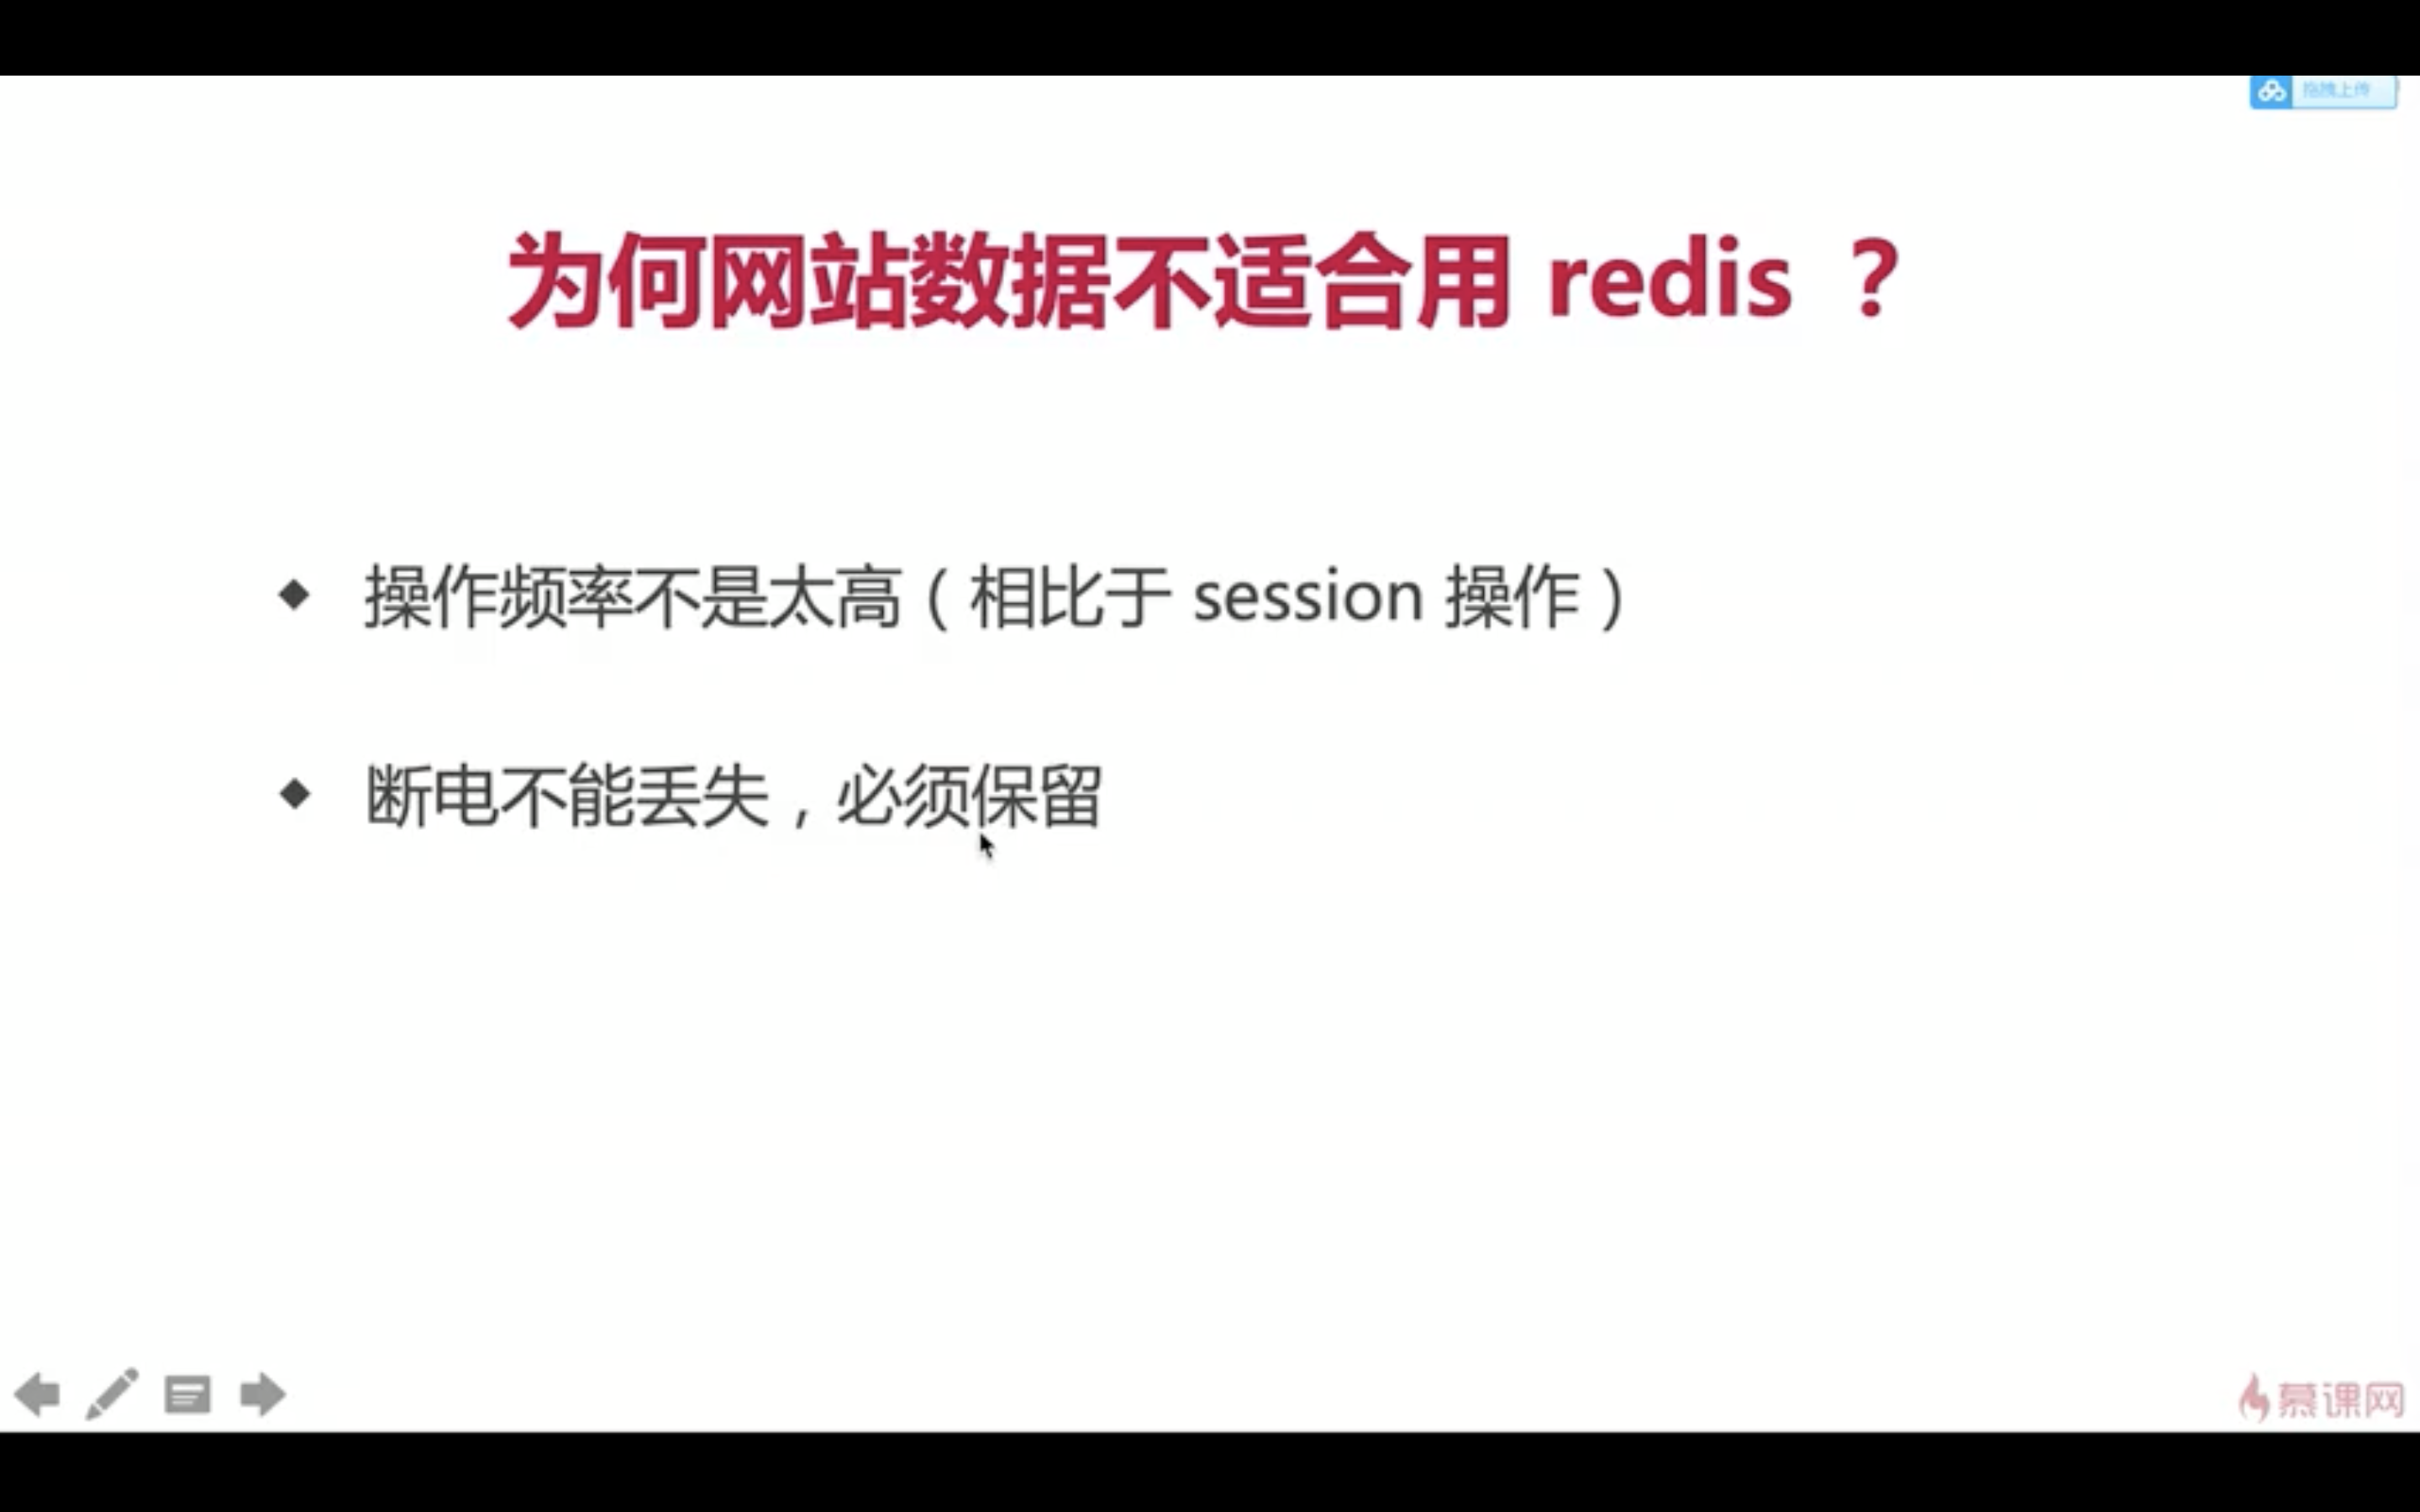 拖拽上传
为何网站数据不适合用 redis ？
◆ 操作频率不是太高（相比于 session 操作）
◆ 断电不能丢失，必须保留
慕课网